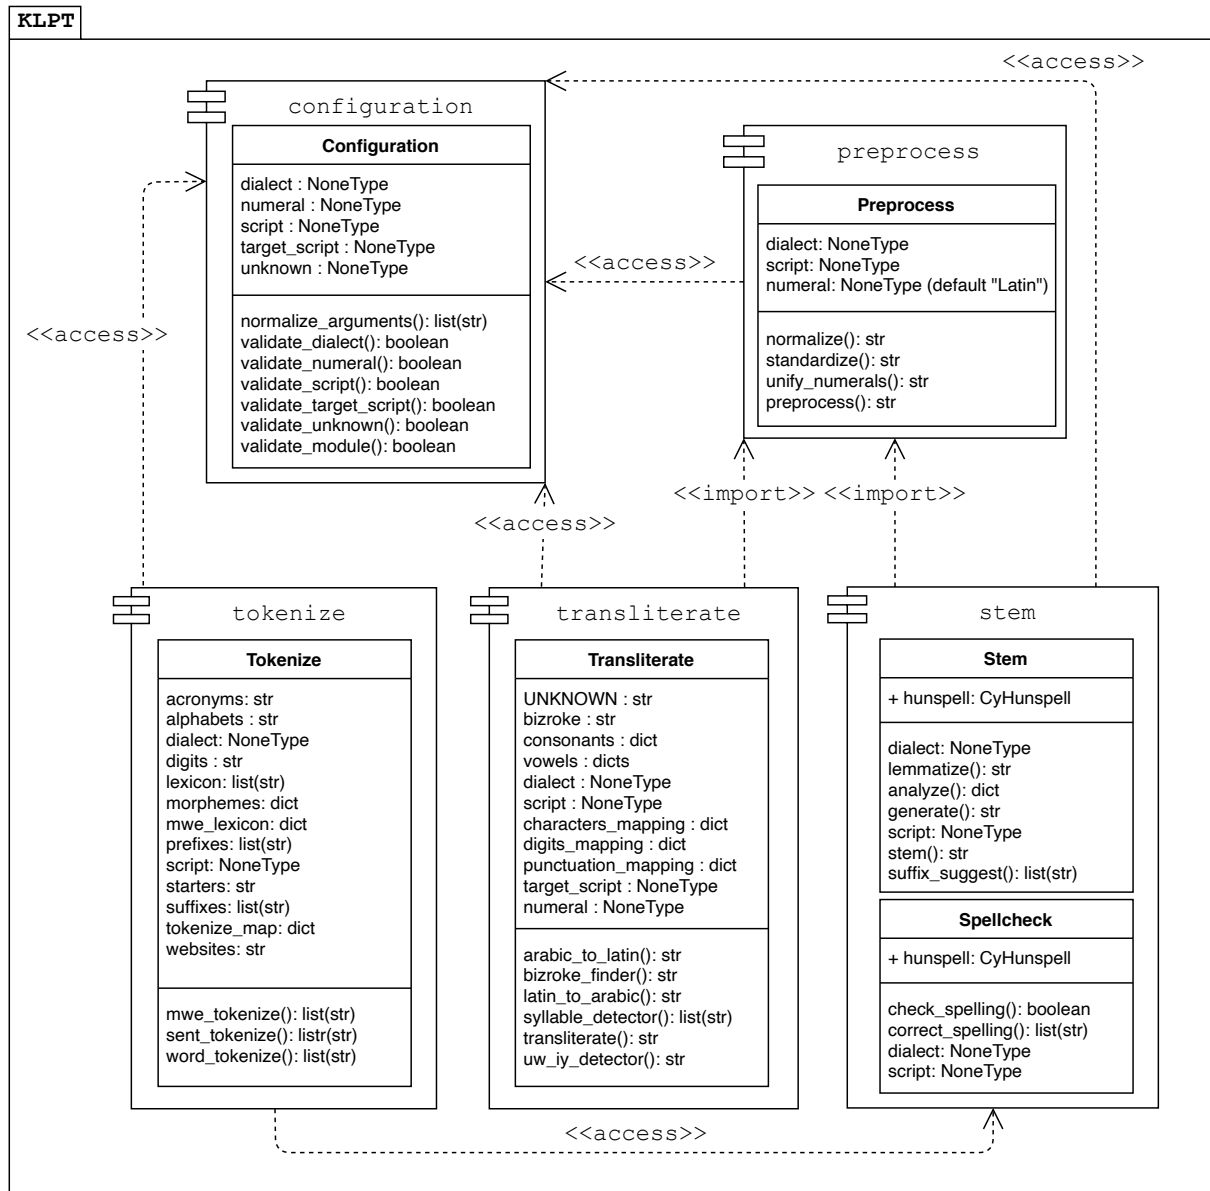 KLPT
<<access>>
configuration
Configuration
dialect : NoneType
numeral : NoneType
script : NoneType
target_script : NoneType
unknown : NoneType
normalize_arguments(): list(str)
validate_dialect(): boolean
validate_numeral(): boolean
validate_script(): boolean
validate_target_script(): boolean
validate_unknown(): boolean
validate_module(): boolean
preprocess
Preprocess
dialect: NoneType
script: NoneType
numeral: NoneType (default "Latin")
normalize(): str
standardize(): str
unify_numerals(): str
preprocess(): str
<<access>>
<<access>>
<<import>>
<<import>>
<<access>>
tokenize
Tokenize
acronyms: str
alphabets : str
dialect: NoneType
digits : str
lexicon: list(str)
morphemes: dict
mwe_lexicon: dict
prefixes: list(str)
script: NoneType
starters: str
suffixes: list(str)
tokenize_map: dict
websites: str
mwe_tokenize(): list(str)
sent_tokenize(): listr(str)
word_tokenize(): list(str)
transliterate
Transliterate
UNKNOWN : str
bizroke : str
consonants : dict
vowels : dicts
dialect : NoneType
script : NoneType
characters_mapping : dict
digits_mapping : dict
punctuation_mapping : dict
target_script : NoneType
numeral : NoneType
arabic_to_latin(): str
bizroke_finder(): str
latin_to_arabic(): str
syllable_detector(): list(str)
transliterate(): str
uw_iy_detector(): str
stem
Stem
+ hunspell: CyHunspell
dialect: NoneType
lemmatize(): str
analyze(): dict
generate(): str
script: NoneType
stem(): str
suffix_suggest(): list(str)
Spellcheck
+ hunspell: CyHunspell
check_spelling(): boolean
correct_spelling(): list(str)
dialect: NoneType
script: NoneType
<<access>>